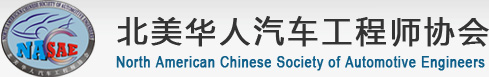 NASAE
北美华人汽车工程师协会
North American Chinese Society of Automotive Engineers